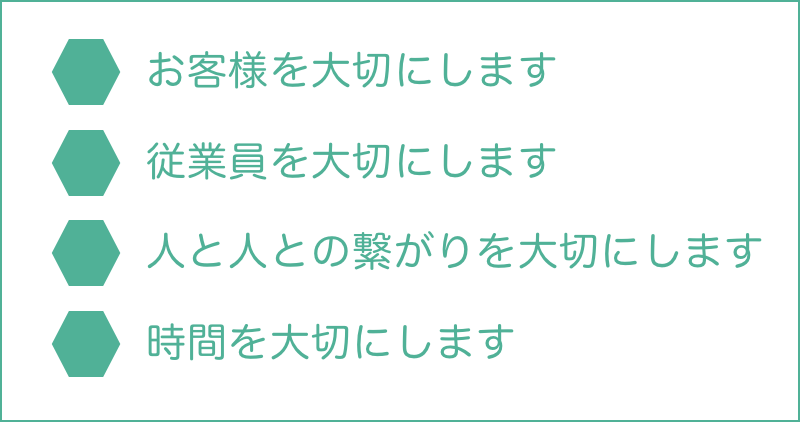 お客様を大切にします
従業員を大切にします
人と人との繋がりを大切にします
時間を大切にします